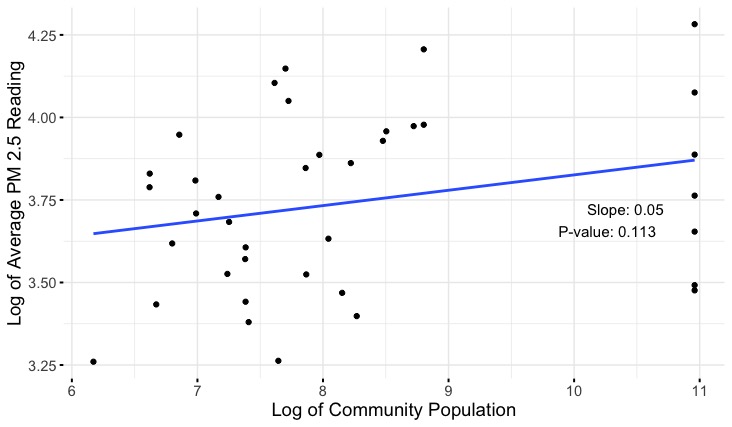 4.25
4.00
3.75
3.50
3.25
Log of Average PM 2.5 Reading
Slope: 0.05
P-value: 0.113
6 7 8 9 10 11
Log of Community Population